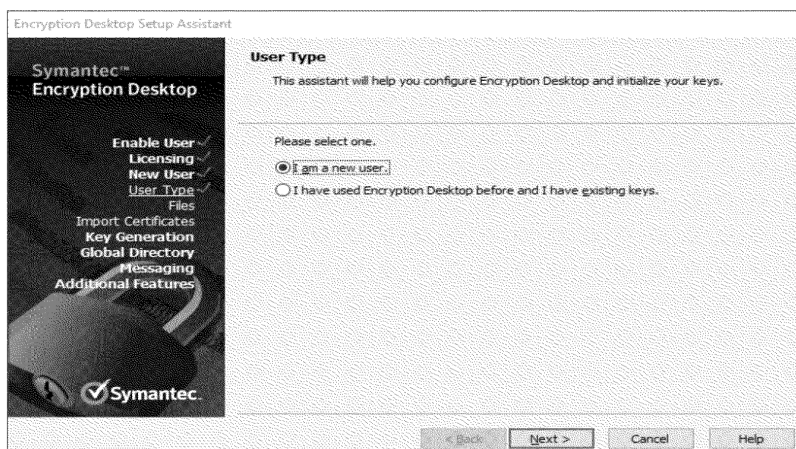 Encryption Desktop Setup Assistant
Symantec™
Encryption Desktop
Enable User
Licensing
New User
User Type
Files
Import Certificates
Key Generation
Global Directory
Messaging
Additional Features
Symantec.
User Type
This assistant will help you configure Encryption Desktop and initialize your keys.
Please select one.
I am a new user.
I have used Encryption Desktop before and I have existing keys.
< Back
Next >
Cancel
Help